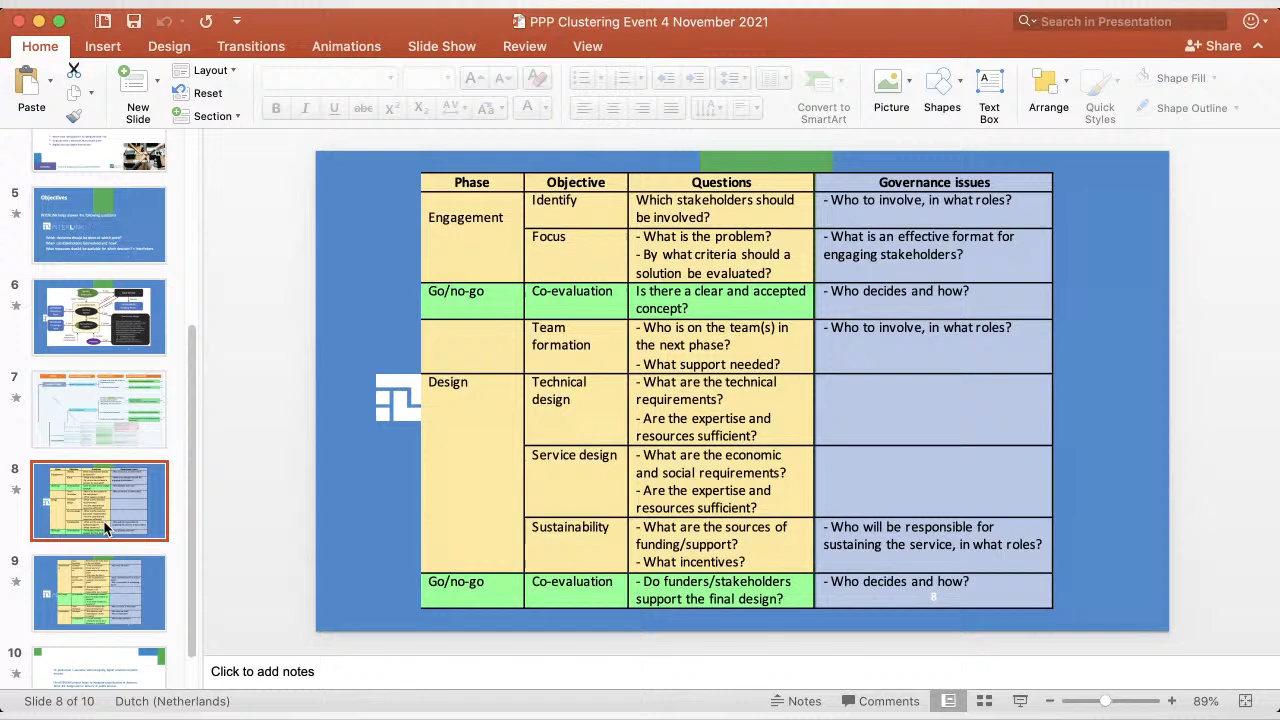 PPP Clustering Event 4 November 2021
Search in Presentation
Home Insert Design Transitions Animations Slide Show Review View
Share
Paste
New
Slide
Layout
Reset
Section
B I U abc X² X₂ AV Aa A
Convert to
SmartArt
Picture
Shapes
Text
Box
Arrange
Quick
Styles
Shape Fill
Shape Outline
5
Objectives
6
7
8
9
10
Phase Objective Questions Governance issues
Engagement
Identify
Which stakeholders should
be involved?
- Who to involve, in what roles?
Focus
- What is the problem?
- By what criteria should a
solution be evaluated?
- What is an effective format for
engaging stakeholders?
Go/no-go
Co-evaluation
Is there a clear and accepted
concept?
- Who decides and how?
Team
formation
- Who is on the team(s) in
the next phase?
- What support needed?
- Who to involve, in what roles?
Design
Technical
design
- What are the technical
requirements?
- Are the expertise and
resources sufficient?
Service design
- What are the economic
and social requirements?
- Are the expertise and
resources sufficient?
Sustainability
- What are the sources of
funding/support?
- What incentives?
- Who will be responsible for
sustaining the service, in what roles?
Go/no-go
Co-evaluation
- Do funders/stakeholders
support the final design?
- Who decides and how?
8
Click to add notes
Slide 8 of 10 Dutch (Netherlands)
Notes Comments 89%